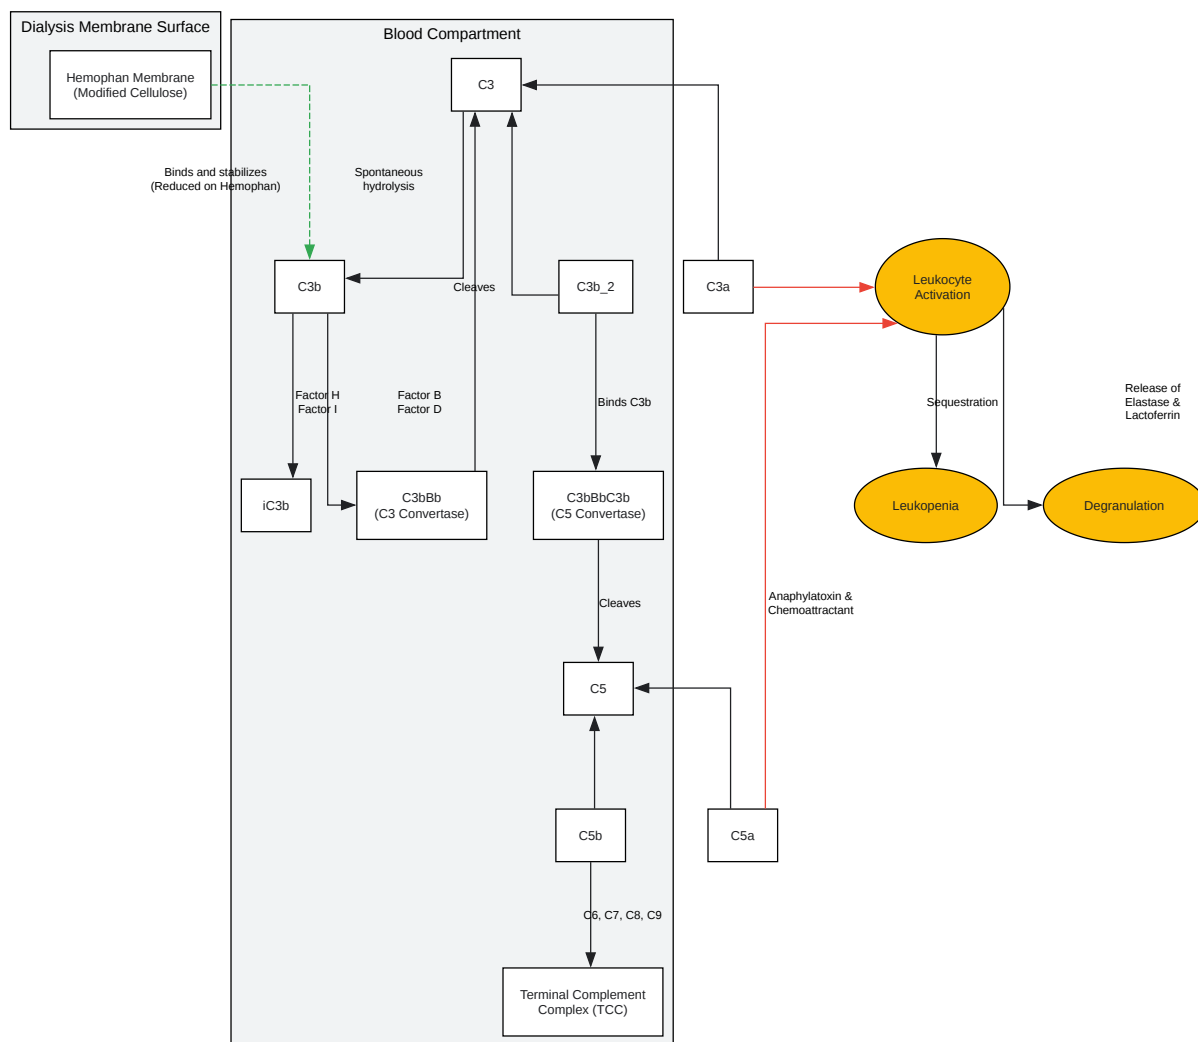 Dialysis Membrane Surface
Hemophan Membrane
(Modified Cellulose)
Blood Compartment
C3
Binds and stabilizes
(Reduced on Hemophan)
Spontaneous
hydrolysis
C3b
Cleaves
C3b_2
C3a
Leukocyte
Activation
Factor H
Factor I
Factor B
Factor D
Binds C3b
Sequestration
Release of
Elastase &
Lactoferrin
iC3b
C3bBb
(C3 Convertase)
C3bBbC3b
(C5 Convertase)
Leukopenia
Degranulation
Cleaves
Anaphylatoxin &
Chemoattractant
C5
C5b
C5a
C6, C7, C8, C9
Terminal Complement
Complex (TCC)